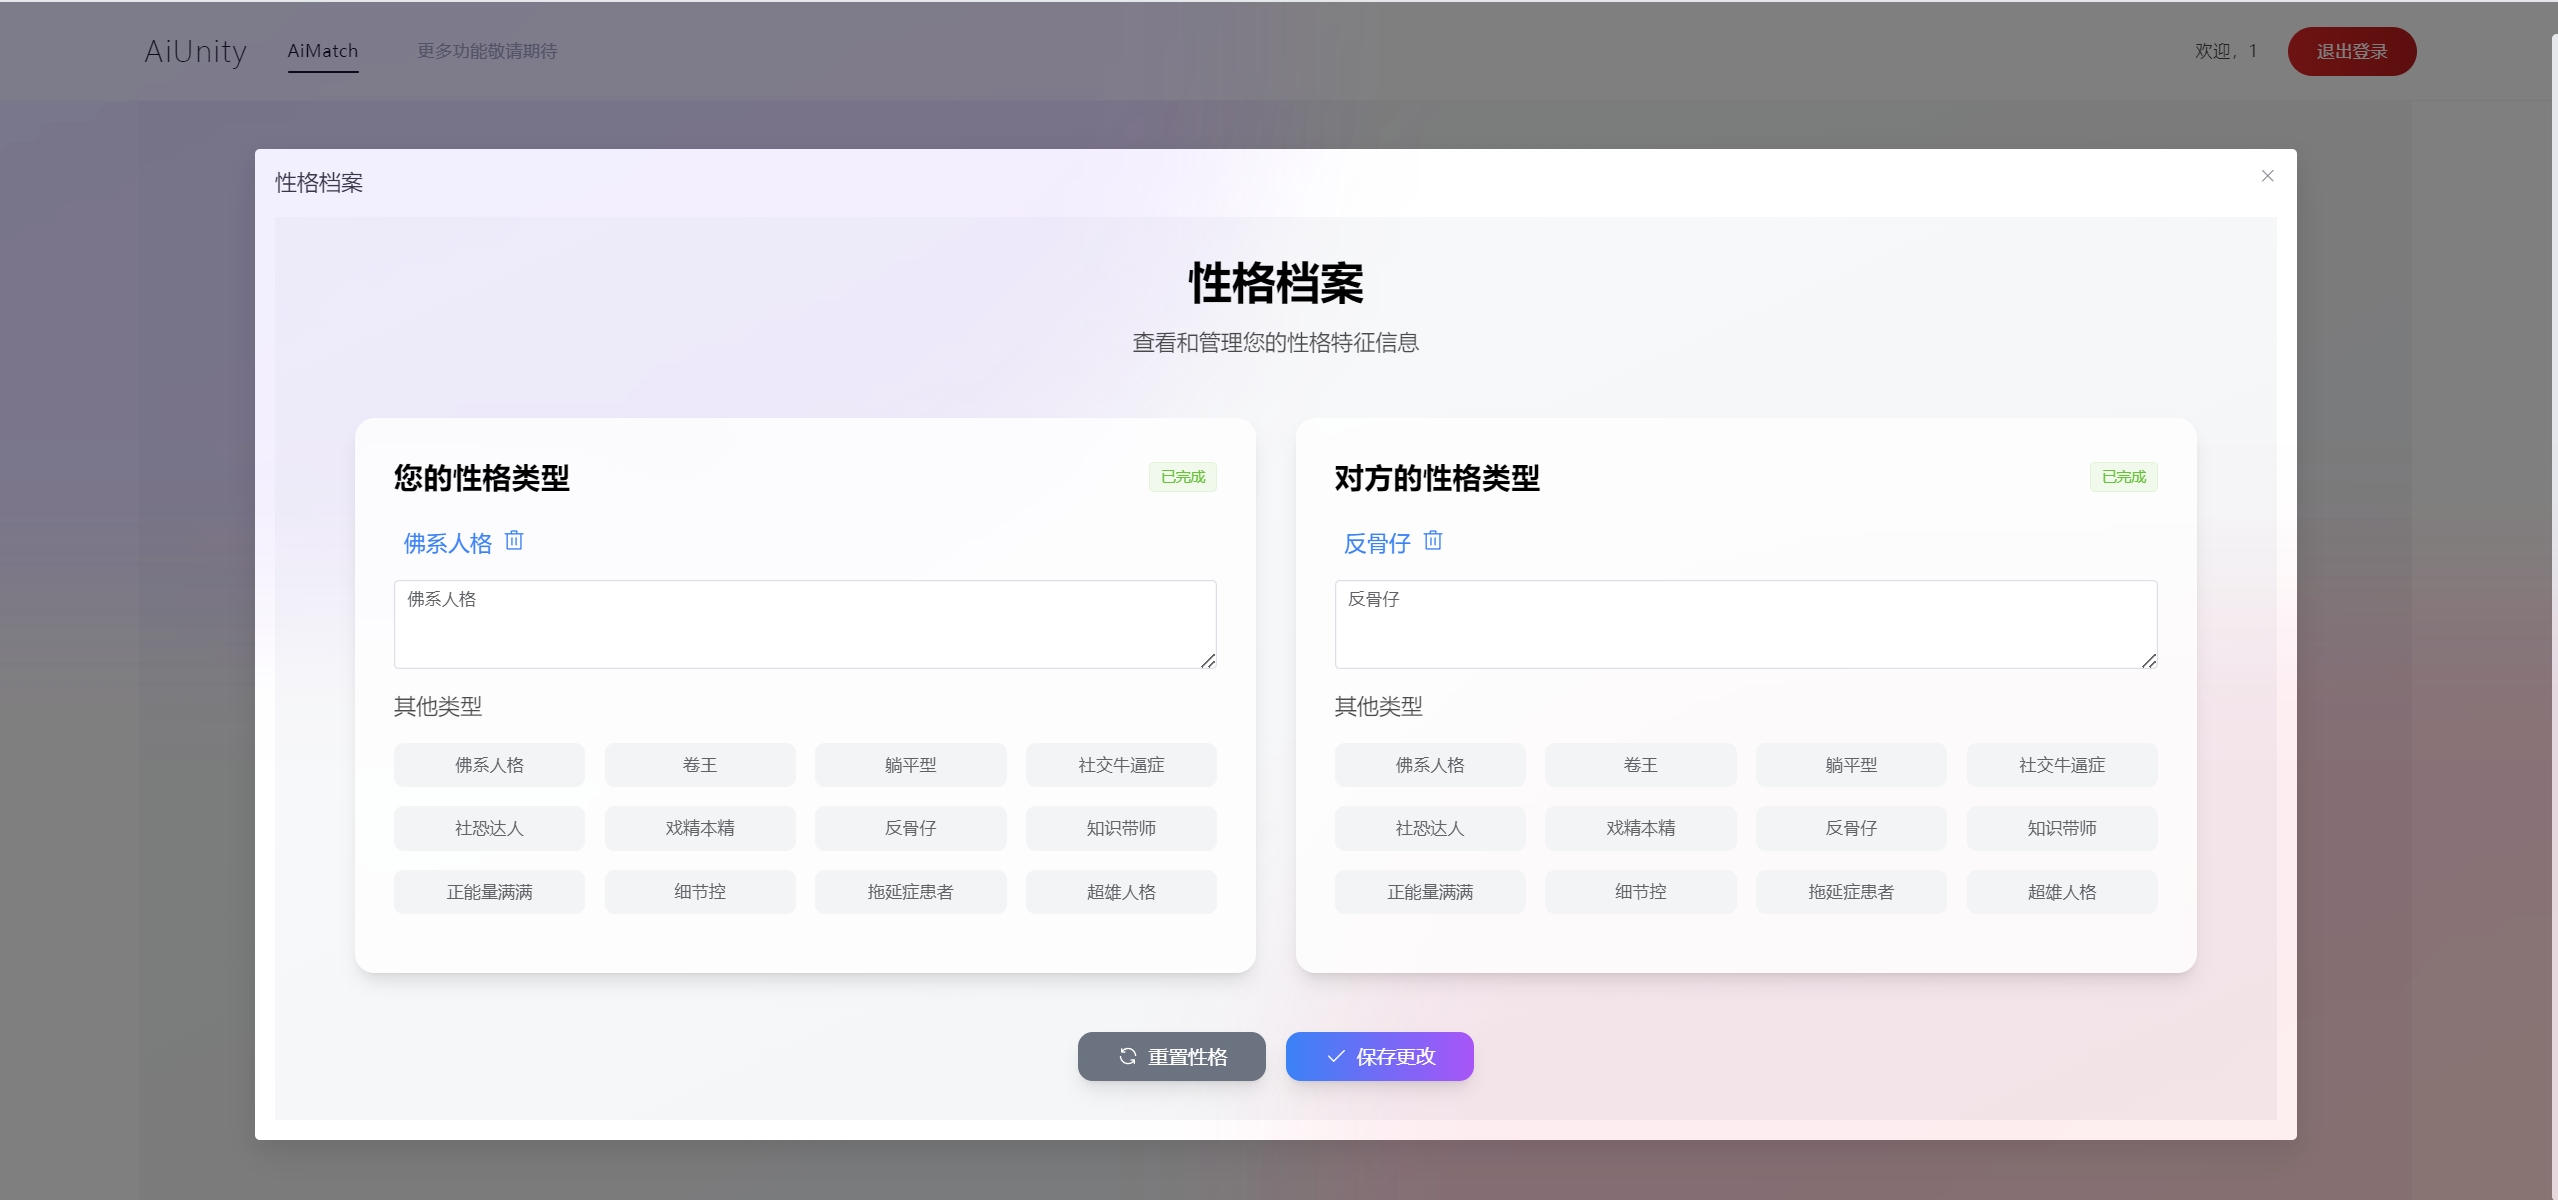 AiUnity AiMatch 更多功能敬请期待 欢迎，1 退出登录
性格档案
性格档案
查看和管理您的性格特征信息
您的性格类型 已完成
佛系人格
佛系人格
其他类型
佛系人格 卷王 躺平型 社交牛逼症
社恐达人 戏精本精 反骨仔 知识带师
正能量满满 细节控 拖延症患者 超雄人格
对方的性格类型 已完成
反骨仔
反骨仔
其他类型
佛系人格 卷王 躺平型 社交牛逼症
社恐达人 戏精本精 反骨仔 知识带师
正能量满满 细节控 拖延症患者 超雄人格
重置性格 保存更改